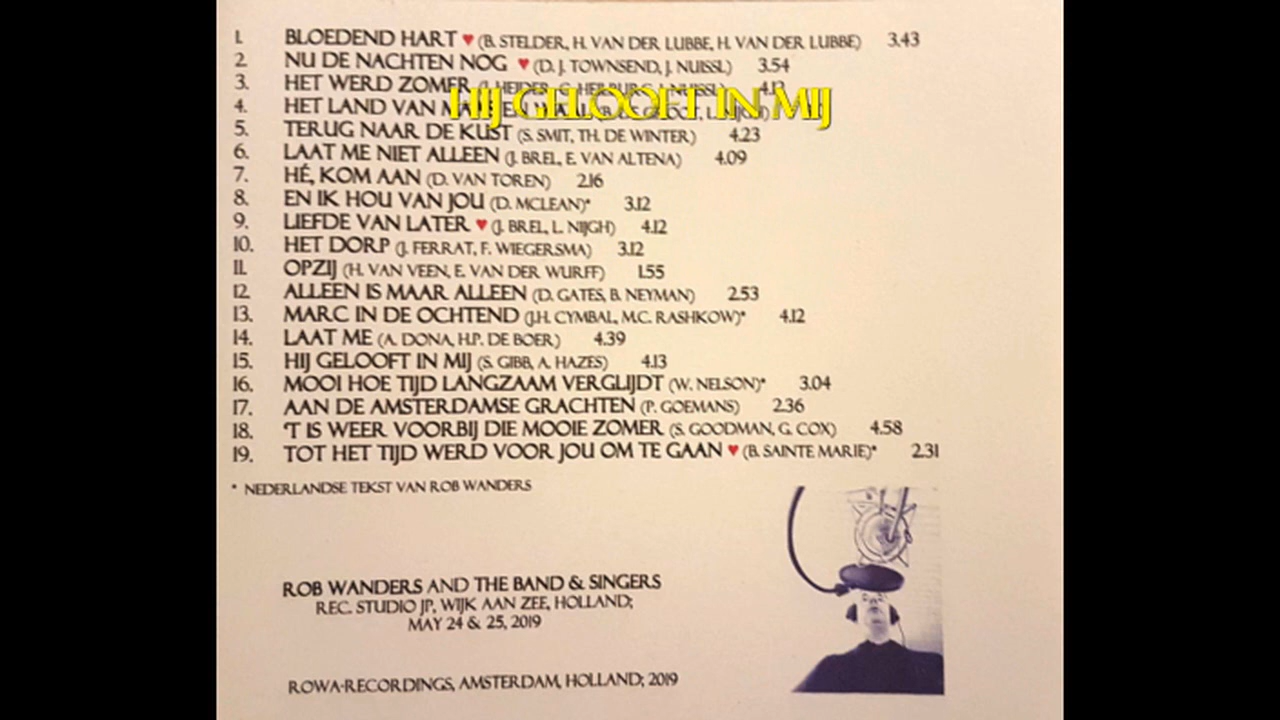 1. BLOEDEND HART ♥ (B. STELDER, H. VAN DER LUBBE, H. VAN DER LUBBE) 3.43
2. NU DE NACHTEN NOG ♥ (D. J. TOWNSEND, J. NUISSL) 3.54
3. HET WERD ZOMER
HIJ GELOOFT IN MIJ
4. HET LAND VAN
5. TERUG NAAR DE KUST (S. SMIT, TH. DE WINTER) 4.23
6. LAAT ME NIET ALLEEN (J. BREL, E. VAN ALTENA) 4.09
7. HÉ, KOM AAN (D. VAN TOREN) 2.16
8. EN IK HOU VAN JOU (D. MCLEAN)* 3.12
9. LIEFDE VAN LATER ♥ (J. BREL, L. NIJGH) 4.12
10. HET DORP (J. FERRAT, F. WIEGERSMA) 3.12
11. OPZIJ (H. VAN VEEN, E. VAN DER WURFF) 1.55
12. ALLEEN IS MAAR ALLEEN (D. GATES, B. NEYMAN) 2.53
13. MARC IN DE OCHTEND (J.H. CYMBAL, M.C. RASHKOW)* 4.12
14. LAAT ME (A. DONA, H.P. DE BOER) 4.39
15. HIJ GELOOFT IN MIJ (S. GIBB, A. HAZES) 4.13
16. MOOI HOE TIJD LANGZAAM VERGLIJDT (W. NELSON)* 3.04
17. AAN DE AMSTERDAMSE GRACHTEN (P. GOEMANS) 2.36
18. 'T IS WEER VOORBIJ DIE MOOIE ZOMER (S. GOODMAN, G. COX) 4.58
19. TOT HET TIJD WERD VOOR JOU OM TE GAAN ♥ (B. SAINTE MARIE)* 2.31
* NEDERLANDSE TEKST VAN ROB WANDERS
ROB WANDERS AND THE BAND & SINGERS
REC. STUDIO JP, WIJK AAN ZEE, HOLLAND;
MAY 24 & 25, 2019
ROWA-RECORDINGS, AMSTERDAM, HOLLAND; 2019